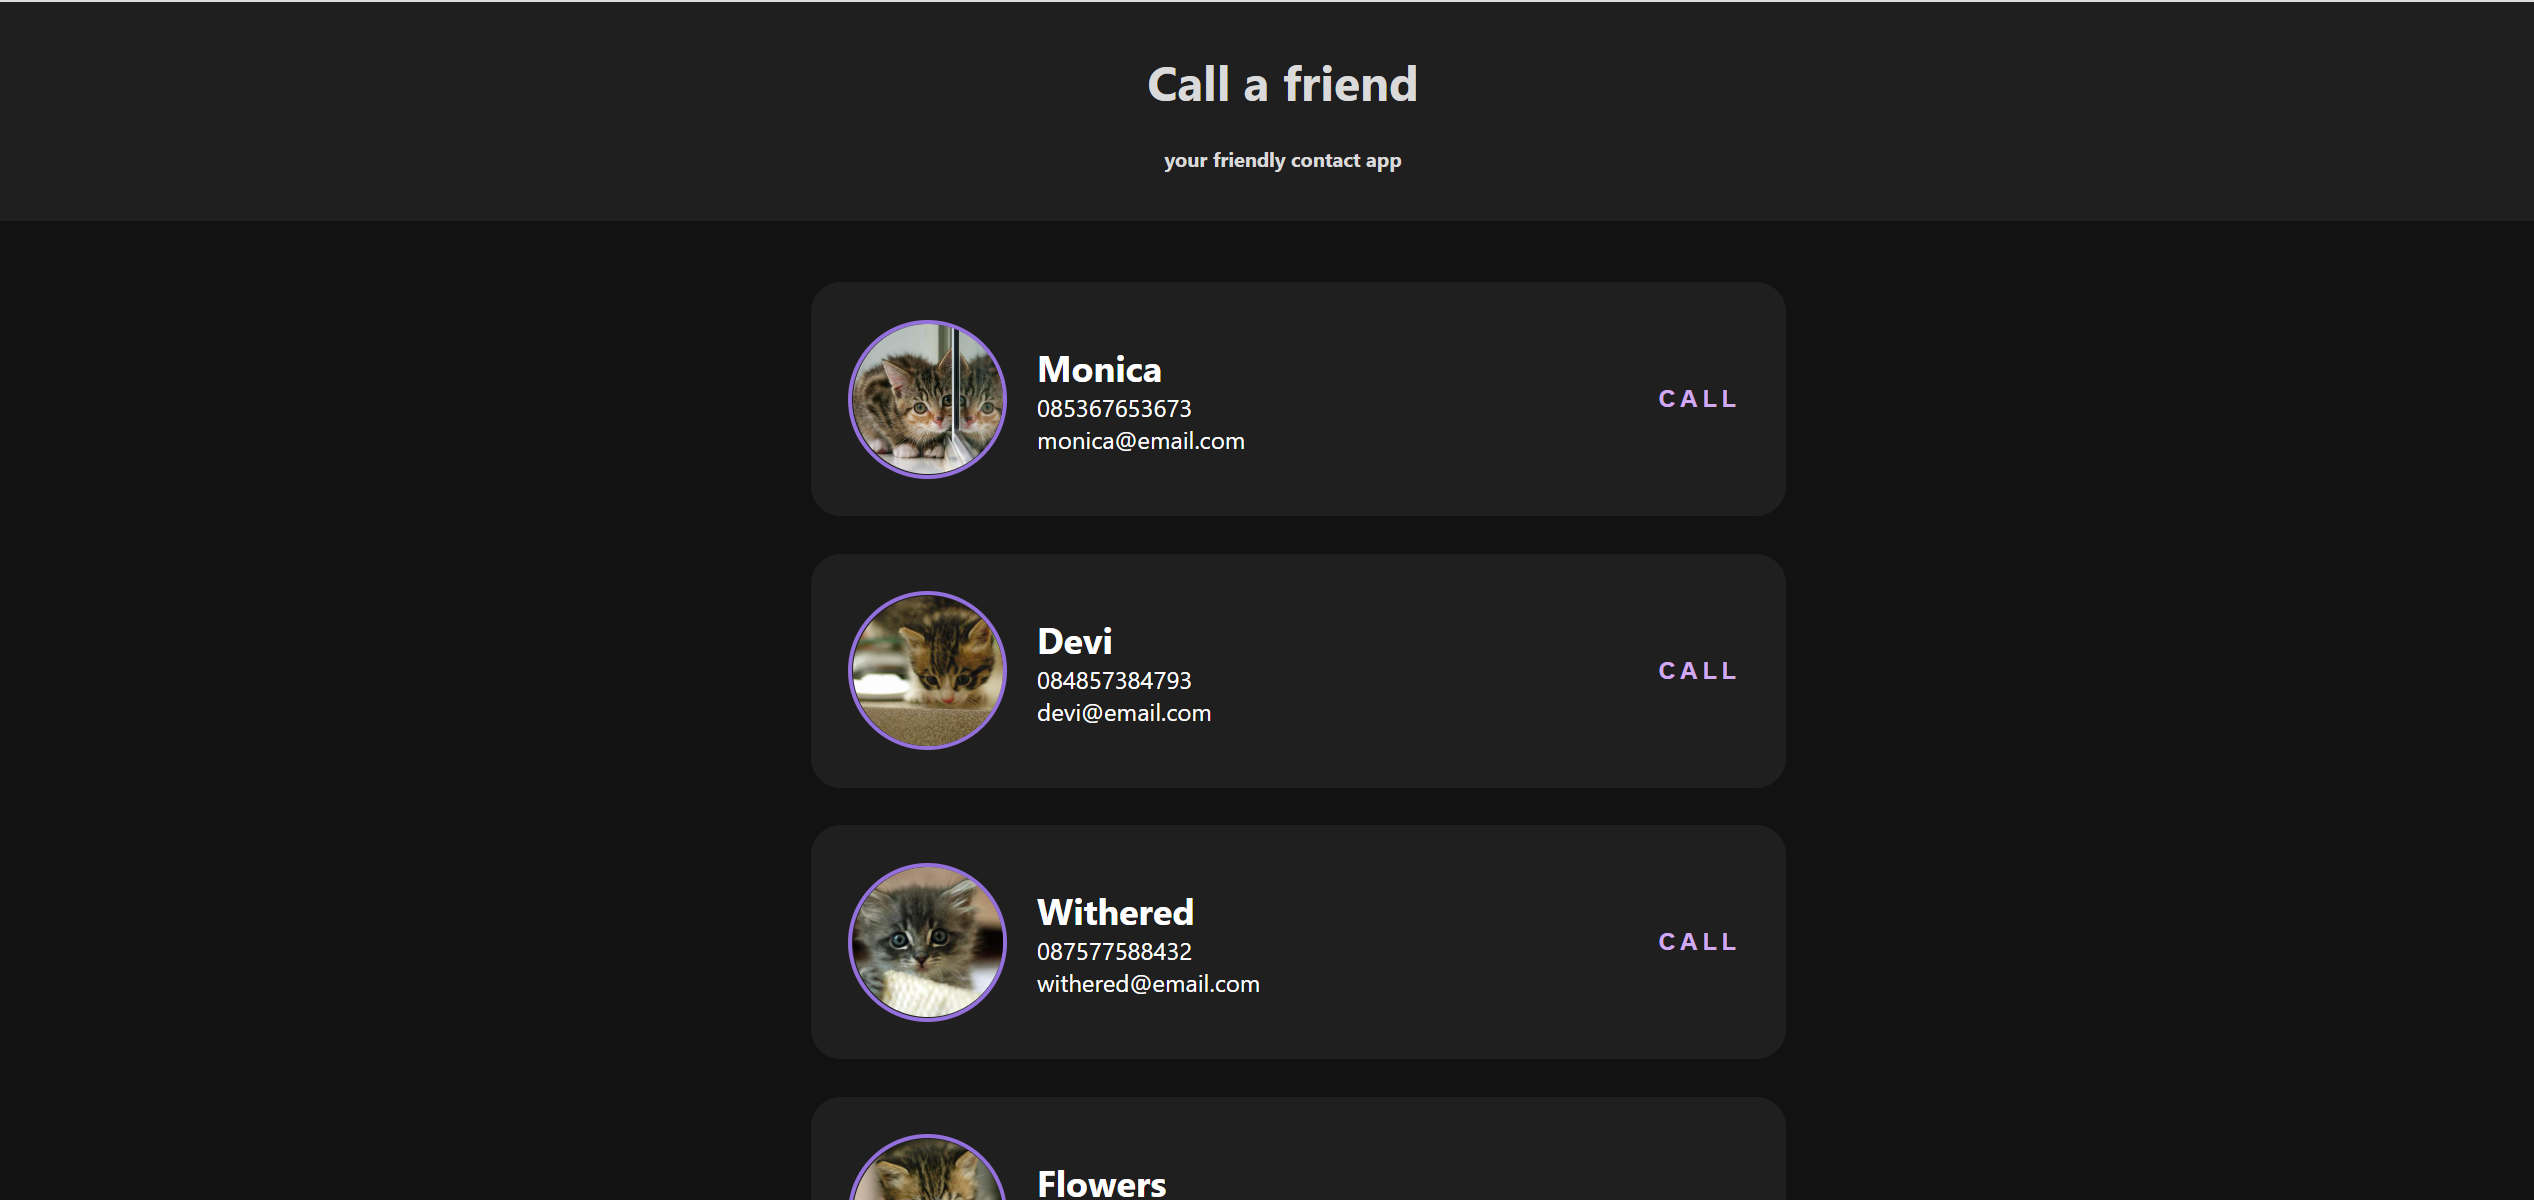 Call a friend
your friendly contact app
Monica
085367653673
monica@email.com
CALL
Devi
084857384793
devi@email.com
CALL
Withered
087577588432
withered@email.com
CALL
Flowers